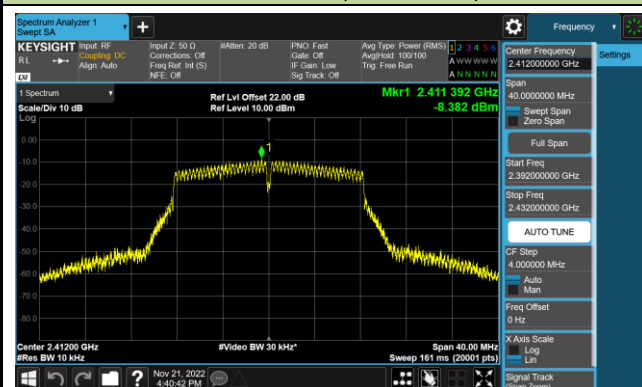 Spectrum Analyzer 1
Swept SA
Frequency
KEYSIGHT
RL
Input: RF
Coupling: DC
Align: Auto
Input Z: 50 Ω
Corrections: Off
Freq Ref: Int (S)
NFE: Off
#Atten: 20 dB
PNO: Fast
Gate: Off
IF Gain: Low
Sig Track: Off
Avg Type: Power (RMS)
Avg|Hold: 100/100
Trig: Free Run
1 2 3 4 5 6
A W W W W W
A N N N N N
Center Frequency
2.412000000 GHz
Settings
Span
40.0000000 MHz
Swept Span
Zero Span
Full Span
Start Freq
2.392000000 GHz
Stop Freq
2.432000000 GHz
AUTO TUNE
CF Step
4.000000 MHz
Auto
Man
Freq Offset
0 Hz
X Axis Scale
Log
Lin
Signal Track
(Span Zoom)
1 Spectrum
Scale/Div 10 dB
Log
Ref Lvl Offset 22.00 dB
Ref Level 10.00 dBm
Mkr1 2.411 392 GHz
-8.382 dBm
1
0.00
-10.0
-20.0
-30.0
-40.0
-50.0
-60.0
-70.0
-80.0
Center 2.41200 GHz
#Res BW 10 kHz
#Video BW 30 kHz*
Span 40.00 MHz
Sweep 161 ms (20001 pts)
?
Nov 21, 2022
4:40:42 PM